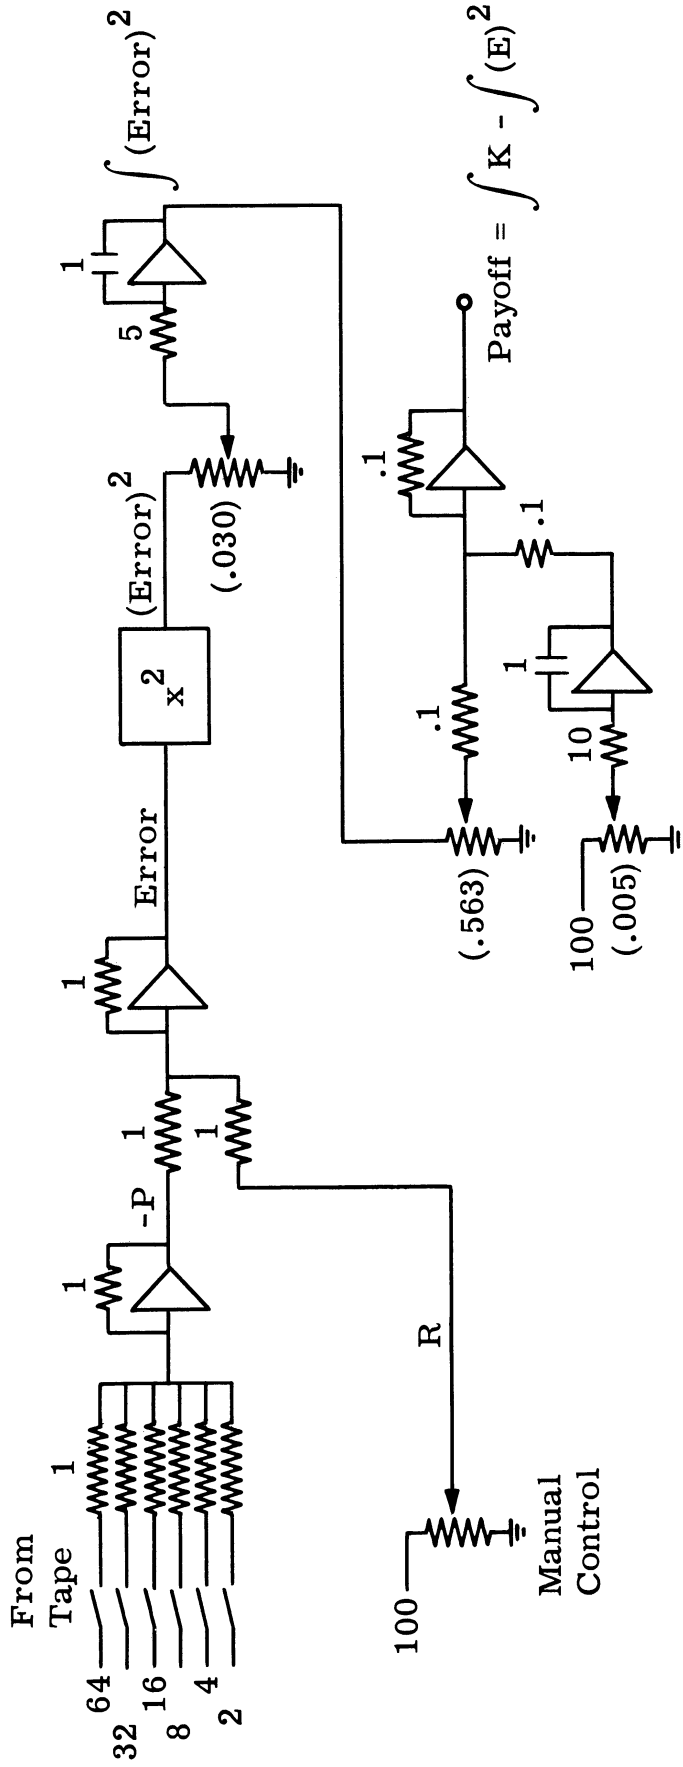 From
Tape
64
32
16
8
4
2
1
1
-P
1
1
1
Error
x²
(Error)²
(.030)
5
1
∫ (Error)²
100
Manual
Control
R
(.563)
.1
.1
100
(.005)
10
1
.1
Payoff = ∫ K - ∫ (E)²